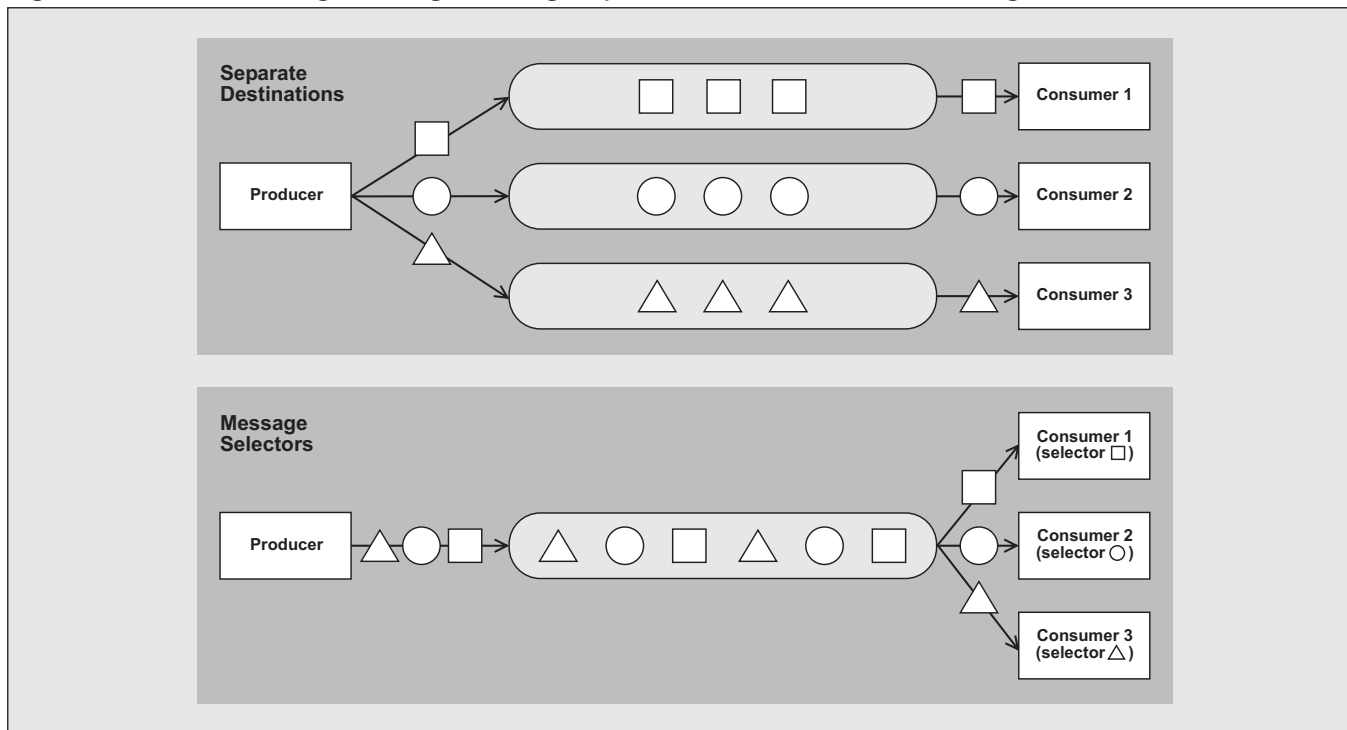 Separate
Destinations
Producer
Consumer 1
Consumer 2
Consumer 3
Message
Selectors
Producer
Consumer 1
(selector □)
Consumer 2
(selector ○)
Consumer 3
(selector △)